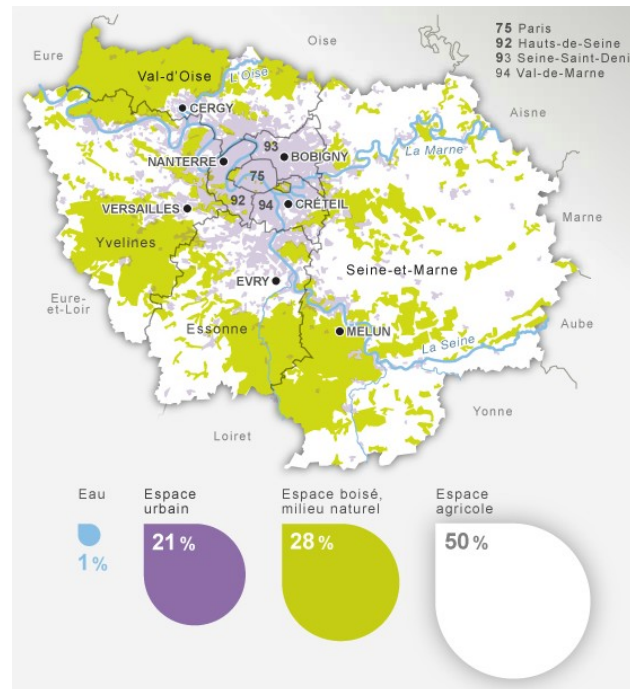 75 Paris
92 Hauts-de-Seine
93 Seine-Saint-Deni
94 Val-de-Marne
Eure
Oise
Val-d'Oise
L'Oise
CERGY
Aisne
93
BOBIGNY
La Marne
NANTERRE
75
VERSAILLES
92
94
CRÉTEIL
Marne
Yvelines
Seine-et-Marne
EVRY
Eure-
et-Loir
Essonne
MELUN
La Seine
Aube
Loiret
Yonne
Eau
1 %
Espace
urbain
21 %
Espace boisé,
milieu naturel
28 %
Espace
agricole
50 %